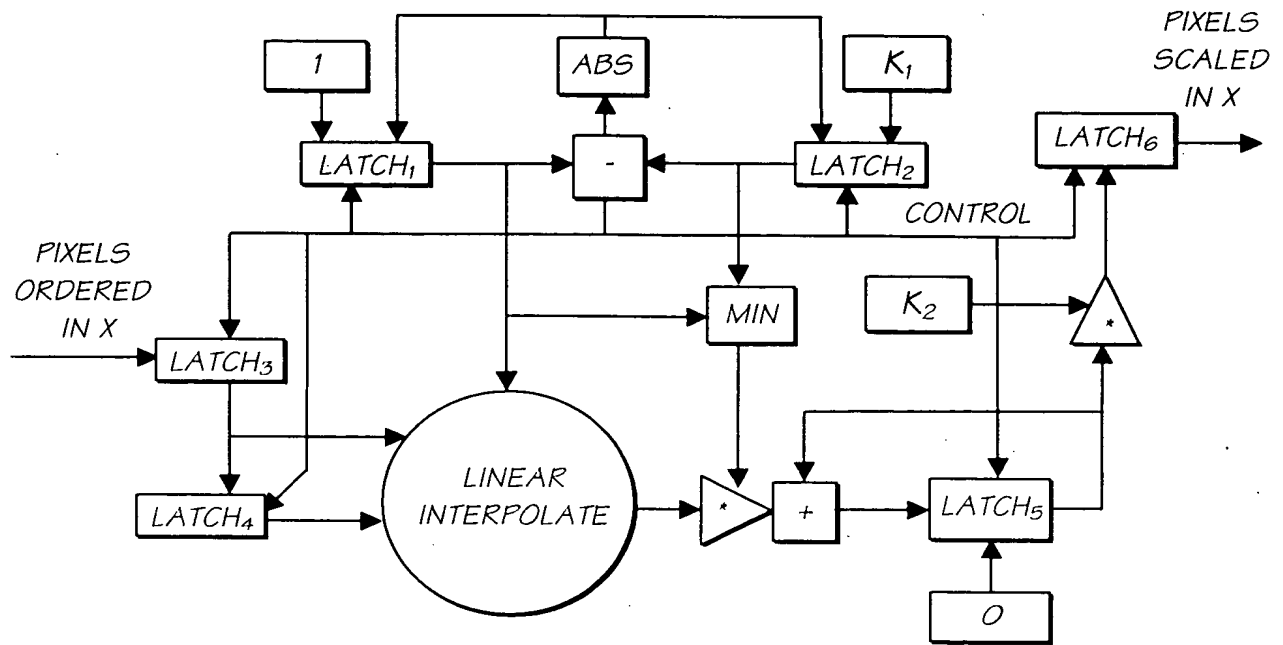 PIXELS
SCALED
IN X
1
ABS
K₁
LATCH₁
-
LATCH₂
LATCH₆
CONTROL
PIXELS
ORDERED
IN X
K₂
*
MIN
LATCH₃
LINEAR
INTERPOLATE
LATCH₄
*
+
LATCH₅
0